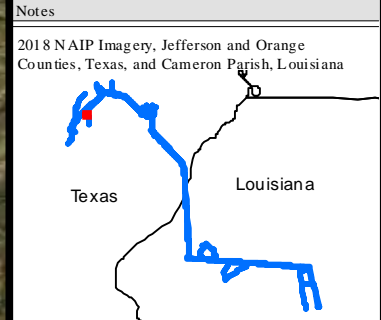 Notes
2018 NAIP Imagery, Jefferson and Orange
Counties, Texas, and Cameron Parish, Louisiana
Louisiana
Texas